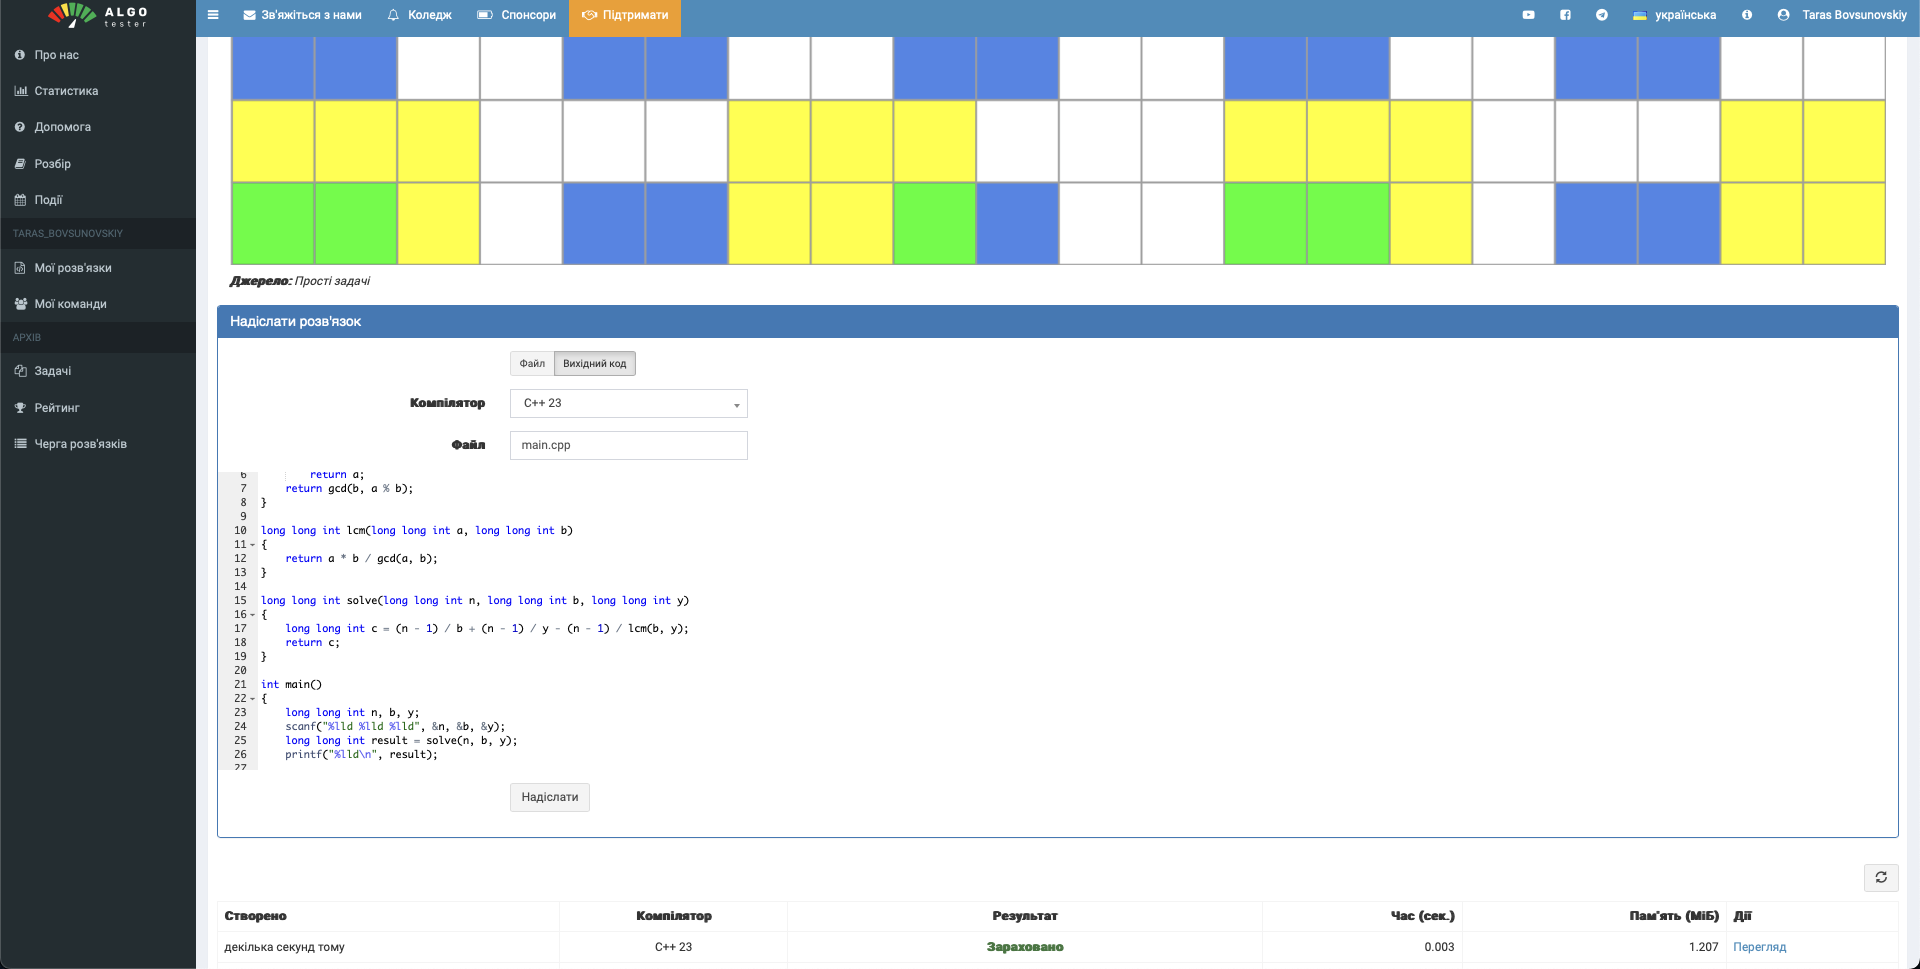 ALGO
tester
Зв'яжіться з нами
Коледж
Спонсори
Підтримати
українська
Taras Bovsunovskiy
Про нас
Статистика
Допомога
Розбір
Події
TARAS_BOVSUNOVSKIY
Мої розв'язки
Мої команди
АРХІВ
Задачі
Рейтинг
Черга розв'язків
Джерело: Прості задачі
Надіслати розв'язок
Файл Вихідний код
Компілятор C++ 23
Файл main.cpp
6 return a;
7 return gcd(b, a % b);
8 }
9
10 long long int lcm(long long int a, long long int b)
11 {
12 return a * b / gcd(a, b);
13 }
14
15 long long int solve(long long int n, long long int b, long long int y)
16 {
17 long long int c = (n - 1) / b + (n - 1) / y - (n - 1) / lcm(b, y);
18 return c;
19 }
20
21 int main()
22 {
23 long long int n, b, y;
24 scanf("%lld %lld %lld", &n, &b, &y);
25 long long int result = solve(n, b, y);
26 printf("%lld\n", result);
27
Надіслати
Створено Компілятор Результат Час (сек.) Пам'ять (МіБ) Дії
декілька секунд тому C++ 23 Зараховано 0.003 1.207 Перегляд